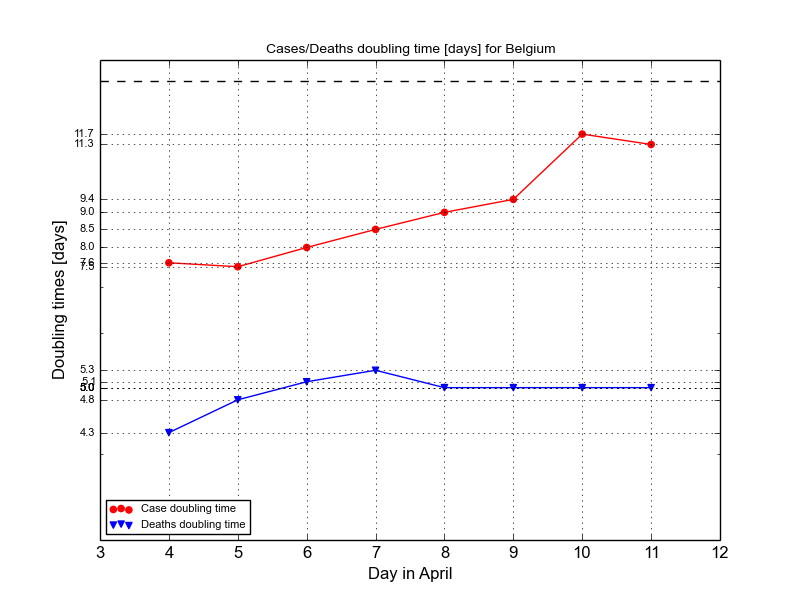 Cases/Deaths doubling time [days] for Belgium
Doubling times [days]
11.7
11.3
9.4
9.0
8.5
8.0
7.6
7.5
5.3
5.1
5.0
4.8
4.3
Case doubling time
Deaths doubling time
3 4 5 6 7 8 9 10 11 12
Day in April